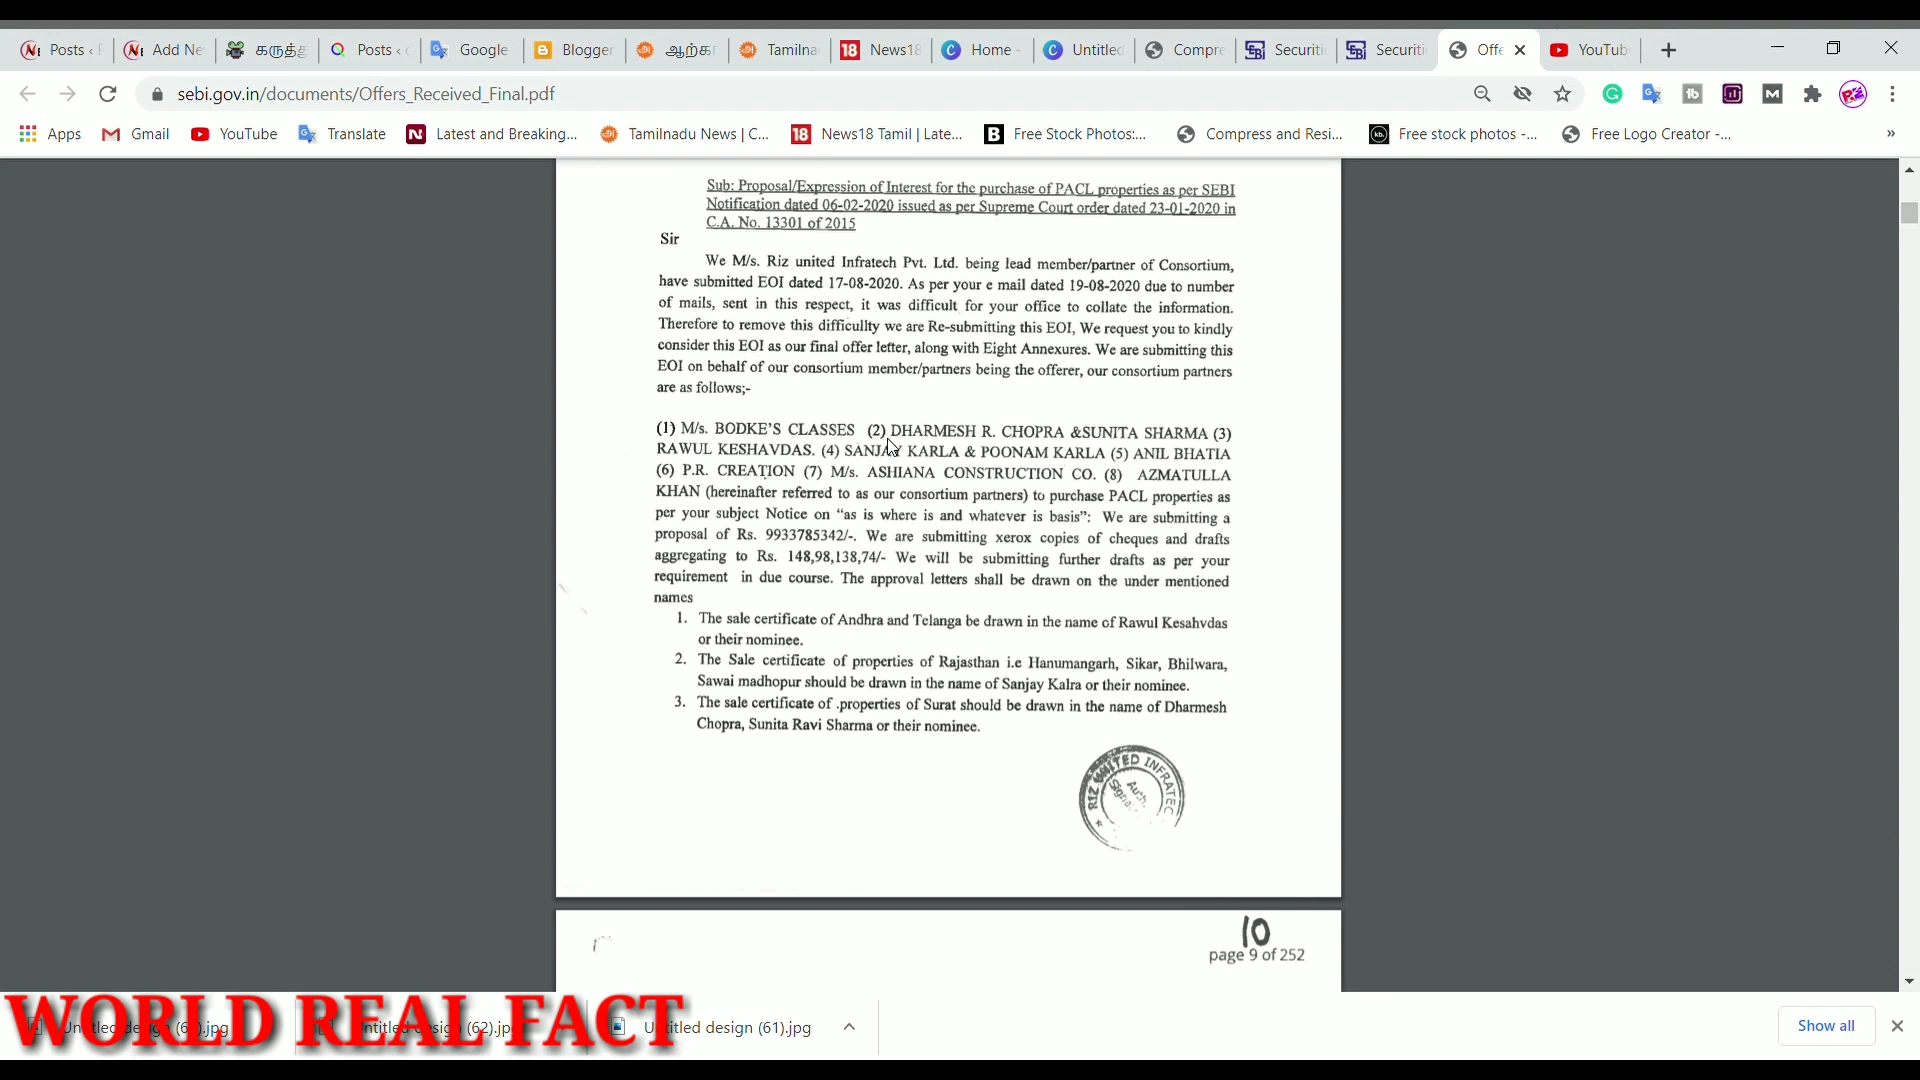 Posts ‹
Add Ne
கருத்த
Posts ‹
Google
Blogger
ஆற்க
Tamilna
News18
Home -
Untitled
Compre
Securiti
Securiti
Offe
YouTub
sebi.gov.in/documents/Offers_Received_Final.pdf
Apps
Gmail
YouTube
Translate
Latest and Breaking...
Tamilnadu News | C...
News18 Tamil | Late...
Free Stock Photos:...
Compress and Resi...
Free stock photos -...
Free Logo Creator -...
»
Sub: Proposal/Expression of Interest for the purchase of PACL properties as per SEBI
Notification dated 06-02-2020 issued as per Supreme Court order dated 23-01-2020 in
C.A. No. 13301 of 2015
Sir
We M/s. Riz united Infratech Pvt. Ltd. being lead member/partner of Consortium,
have submitted EOI dated 17-08-2020. As per your e mail dated 19-08-2020 due to number
of mails, sent in this respect, it was difficult for your office to collate the information.
Therefore to remove this difficullty we are Re-submitting this EOI, We request you to kindly
consider this EOI as our final offer letter, along with Eight Annexures. We are submitting this
EOI on behalf of our consortium member/partners being the offerer, our consortium partners
are as follows;-
(1) M/s. BODKE'S CLASSES (2) DHARMESH R. CHOPRA &SUNITA SHARMA (3)
RAWUL KESHAVDAS. (4) SANJAY KARLA & POONAM KARLA (5) ANIL BHATIA
(6) P.R. CREATION (7) M/s. ASHIANA CONSTRUCTION CO. (8) AZMATULLA
KHAN (hereinafter referred to as our consortium partners) to purchase PACL properties as
per your subject Notice on “as is where is and whatever is basis”: We are submitting a
proposal of Rs. 9933785342/-. We are submitting xerox copies of cheques and drafts
aggregating to Rs. 148,98,138,74/- We will be submitting further drafts as per your
requirement in due course. The approval letters shall be drawn on the under mentioned
names
1. The sale certificate of Andhra and Telanga be drawn in the name of Rawul Kesahvdas
or their nominee.
2. The Sale certificate of properties of Rajasthan i.e Hanumangarh, Sikar, Bhilwara,
Sawai madhopur should be drawn in the name of Sanjay Kalra or their nominee.
3. The sale certificate of .properties of Surat should be drawn in the name of Dharmesh
Chopra, Sunita Ravi Sharma or their nominee.
RIZ UNITED INFRATEC
Auth.
10
page 9 of 252
WORLD REAL FACT
Untitled design (62).jpg
Untitled design (61).jpg
Show all